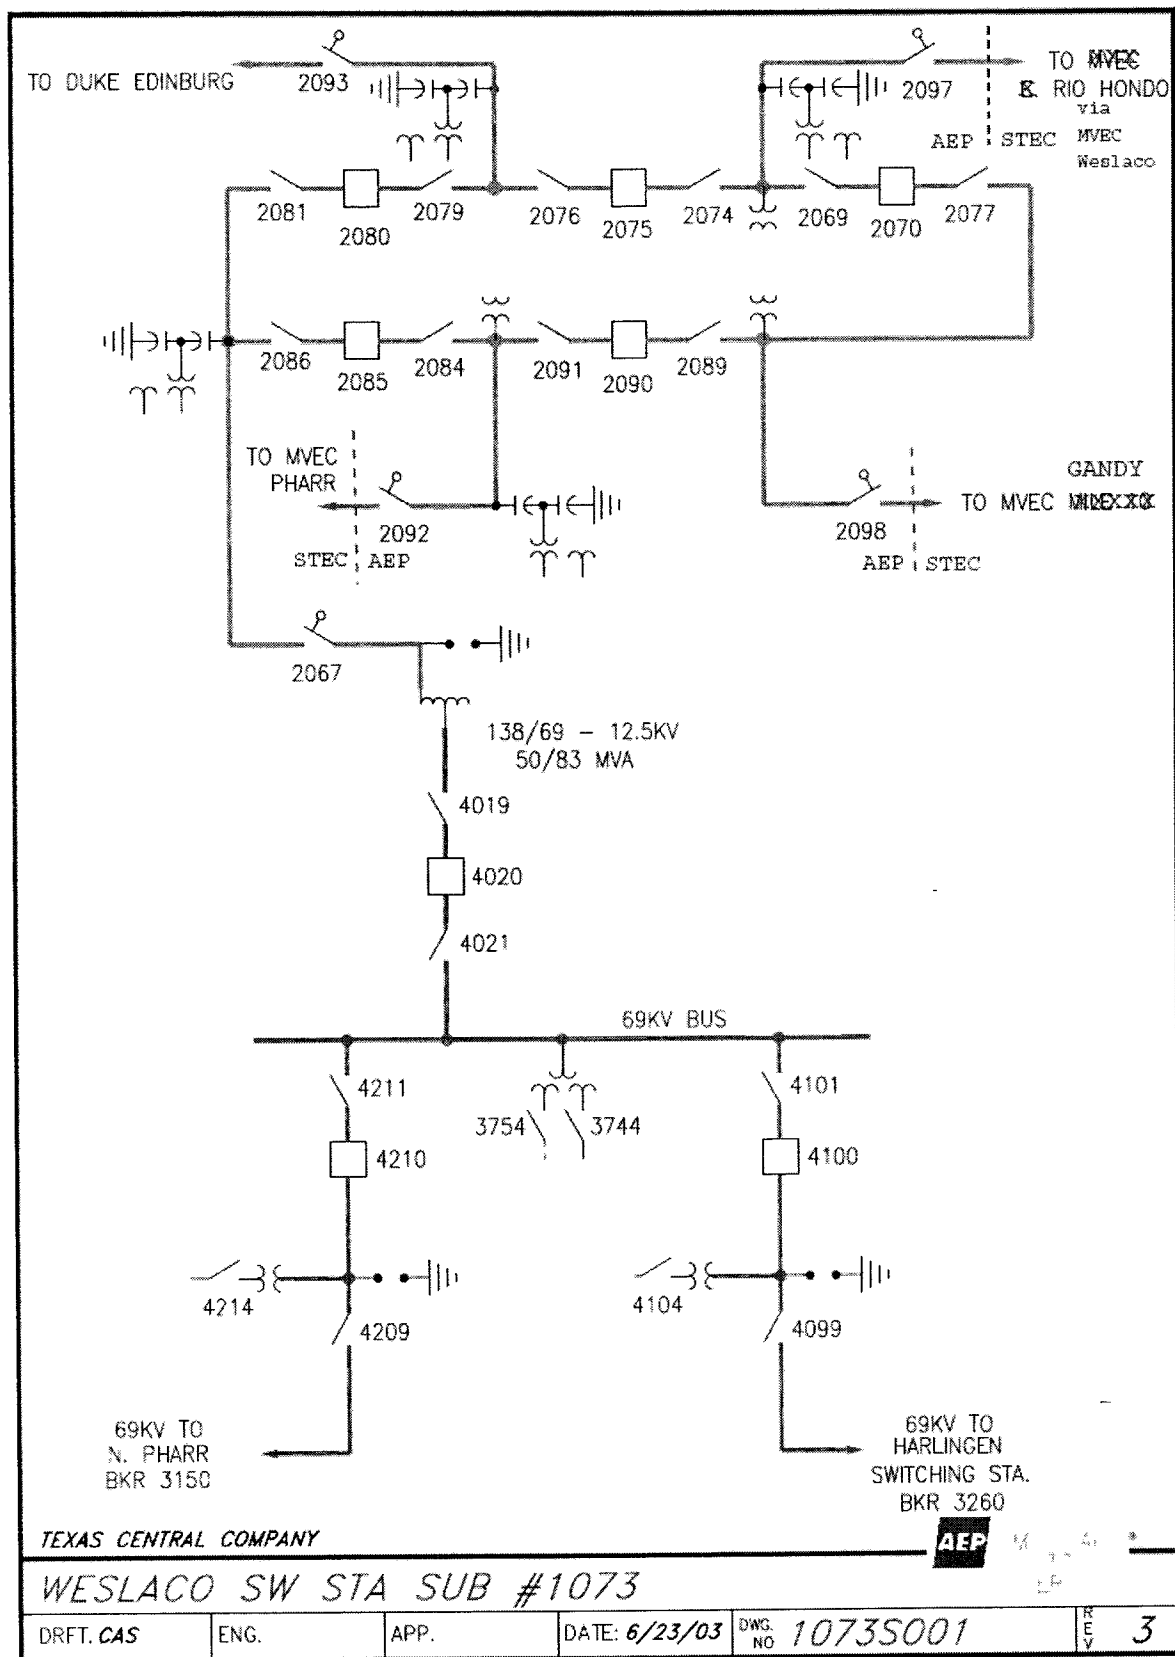 TO DUKE EDINBURG
2093
2097
TO
E. RIO HONDO
via
MVEC
Weslaco
AEP STEC
2081
2080
2079
2076
2075
2074
2069
2070
2077
2086
2085
2084
2091
2090
2089
TO MVEC
PHARR
2092
STEC AEP
GANDY
TO MVEC
2098
AEP STEC
2067
138/69 - 12.5KV
50/83 MVA
4019
4020
4021
69KV BUS
4211
4210
3754
3744
4101
4100
4214
4209
4104
4099
69KV TO
N. PHARR
BKR 3150
69KV TO
HARLINGEN
SWITCHING STA.
BKR 3260
TEXAS CENTRAL COMPANY
AEP
WESLACO SW STA SUB #1073
DRFT. CAS
ENG.
APP.
DATE: 6/23/03
DWG. NO 1073S001
REV 3